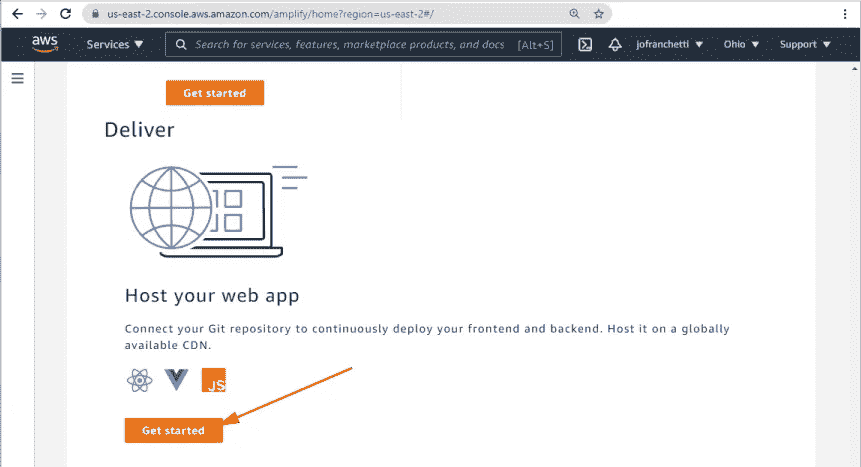 us-east-2.console.aws.amazon.com/amplify/home?region=us-east-2#/
aws Services Search for services, features, marketplace products, and docs [Alt+S] jofranchetti Ohio Support
Get started
Deliver
Host your web app
Connect your Git repository to continuously deploy your frontend and backend. Host it on a globally
available CDN.
JS
Get started